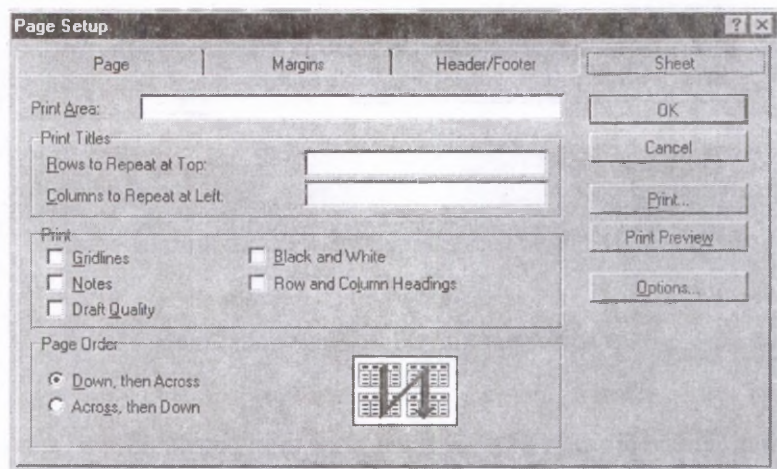 Page Setup
Page Margins Header/Footer Sheet
Print Area:
OK
Print Titles
Rows to Repeat at Top:
Columns to Repeat at Left:
Cancel
Print...
Print Preview
Options...
Print
Gridlines
Black and White
Notes
Row and Column Headings
Draft Quality
Page Order
Down, then Across
Across, then Down